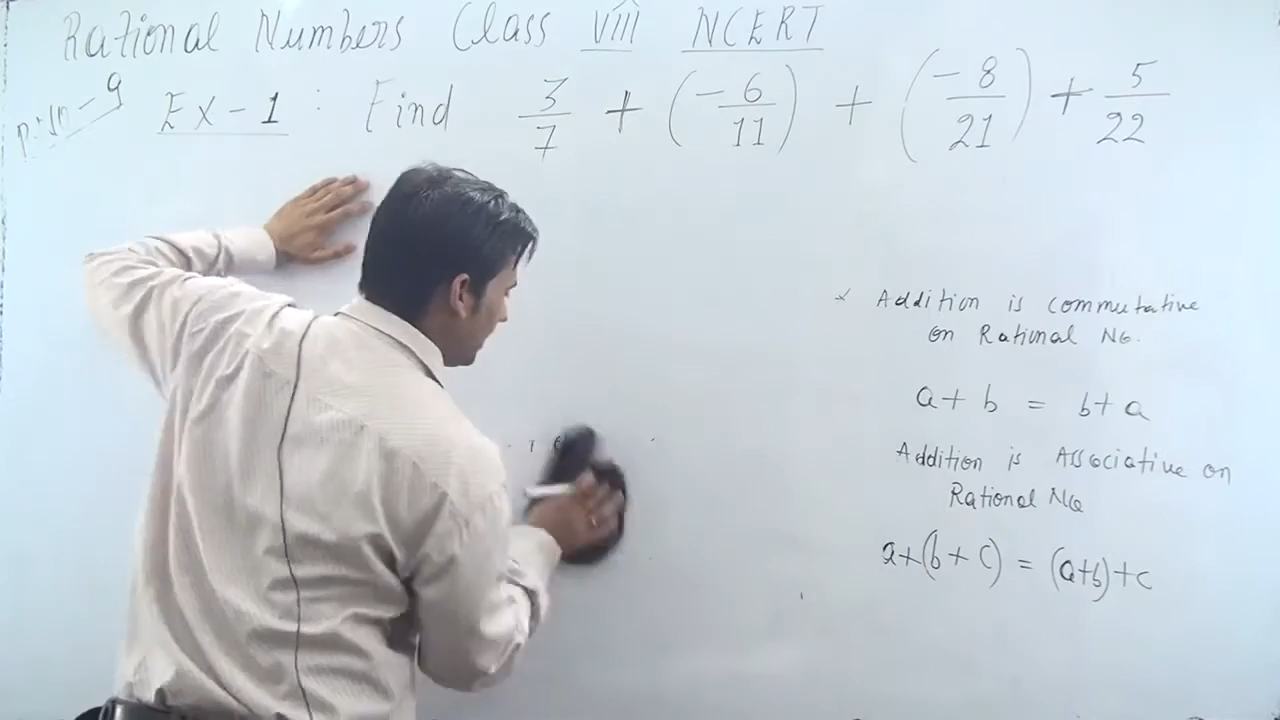 Rational Numbers Class VIII NCERT
Ex-1 : Find 3/7 + (-6/11) + (-8/21) + 5/22
Addition is commutative
on Rational No.
a + b = b + a
Addition is Associative on
Rational No
a+(b+c) = (a+b)+c